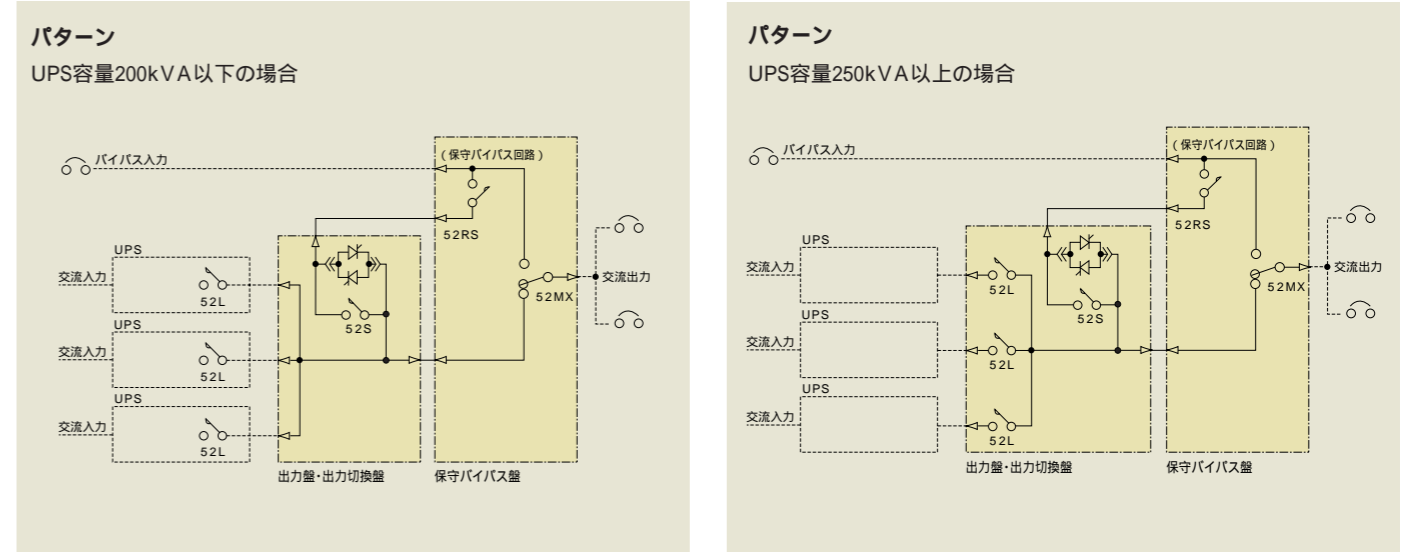 パターン
UPS容量200kVA以下の場合
バイパス入力
(保守バイパス回路)
52RS
UPS
交流入力
52L
UPS
交流入力
52L
UPS
交流入力
52L
52S
52MX
交流出力
出力盤・出力切換盤
保守バイパス盤
パターン
UPS容量250kVA以上の場合
バイパス入力
(保守バイパス回路)
52RS
UPS
交流入力
52L
UPS
交流入力
52L
UPS
交流入力
52L
52S
52MX
交流出力
出力盤・出力切換盤
保守バイパス盤